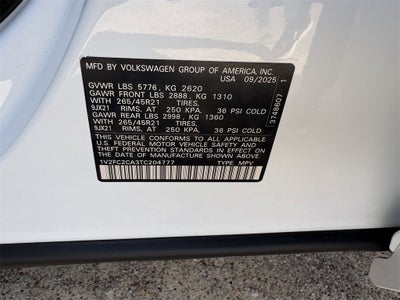 MFD BY VOLKSWAGEN GROUP OF AMERICA, INC.
USA 09/2025
GVWR LBS 5776, KG 2620
GAWR FRONT LBS 2888, KG 1310
WITH 265/45R21 TIRES.
9JX21 RIMS, AT 250 KPA. 36 PSI COLD
GAWR REAR LBS 2998, KG 1360
WITH 265/45R21 TIRES.
9JX21 RIMS, AT 250 KPA. 36 PSI COLD
THIS VEHICLE CONFORMS TO ALL APPLICABLE
U.S. FEDERAL MOTOR VEHICLE SAFETY AND
THEFT PREVENTION STANDARDS IN EFFECT ON THE
DATE OF MANUFACTURE SHOWN ABOVE.
1V2FC2CA3TC204777 TYPE: MPV
3748607 1